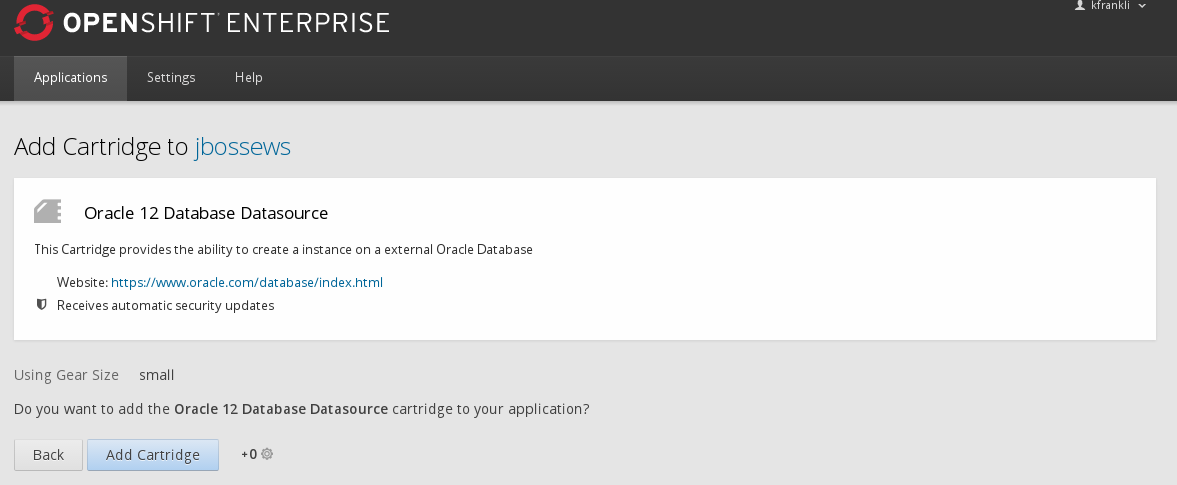 OPENSHIFT ENTERPRISE
kfrankli
Applications Settings Help
Add Cartridge to jbossews
Oracle 12 Database Datasource
This Cartridge provides the ability to create a instance on a external Oracle Database
Website: https://www.oracle.com/database/index.html
Receives automatic security updates
Using Gear Size small
Do you want to add the Oracle 12 Database Datasource cartridge to your application?
Back Add Cartridge +0